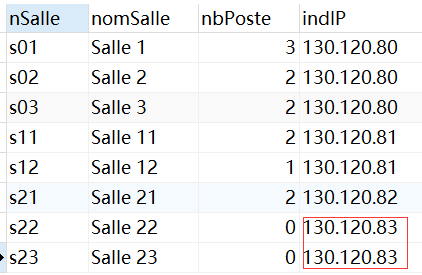 nSalle nomSalle nbPoste indIP
s01 Salle 1 3 130.120.80
s02 Salle 2 2 130.120.80
s03 Salle 3 2 130.120.80
s11 Salle 11 2 130.120.81
s12 Salle 12 1 130.120.81
s21 Salle 21 2 130.120.82
s22 Salle 22 0 130.120.83
s23 Salle 23 0 130.120.83